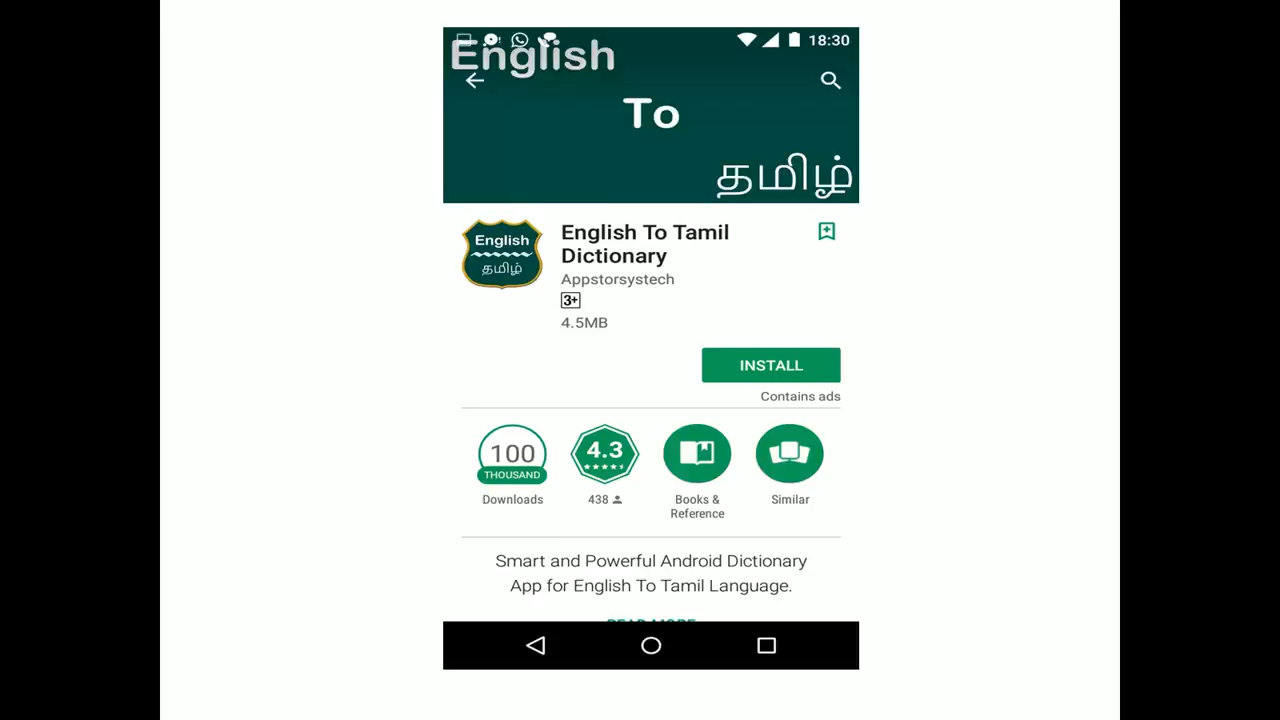 18:30
English
To
தமிழ்
English
தமிழ்
English To Tamil
Dictionary
Appstorsystech
3+
4.5MB
INSTALL
Contains ads
100
THOUSAND
Downloads
4.3
438
Books &
Reference
Similar
Smart and Powerful Android Dictionary
App for English To Tamil Language.
READ MORE